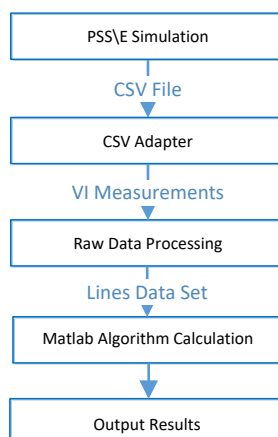 PSS\E Simulation
CSV File
CSV Adapter
VI Measurements
Raw Data Processing
Lines Data Set
Matlab Algorithm Calculation
Output Results